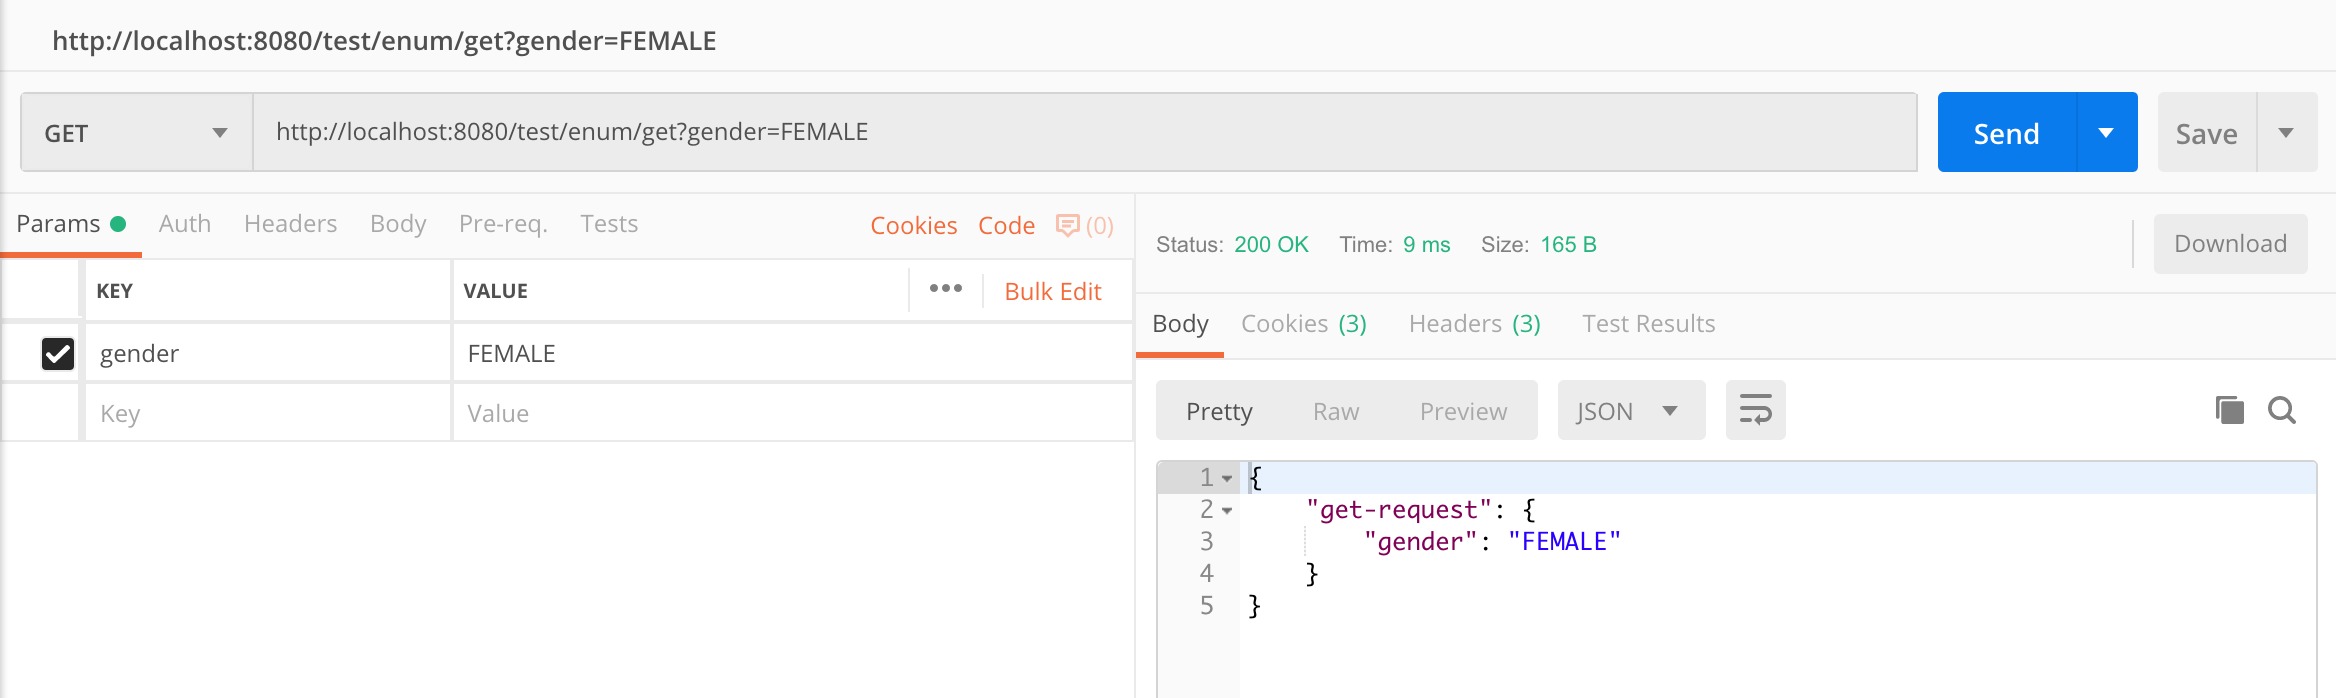 http://localhost:8080/test/enum/get?gender=FEMALE
GET http://localhost:8080/test/enum/get?gender=FEMALE Send Save
Params Auth Headers Body Pre-req. Tests Cookies Code (0)
KEY VALUE ••• Bulk Edit
gender FEMALE
Key Value
Status: 200 OK Time: 9 ms Size: 165 B Download
Body Cookies (3) Headers (3) Test Results
Pretty Raw Preview JSON
1 {
2 "get-request": {
3 "gender": "FEMALE"
4 }
5 }